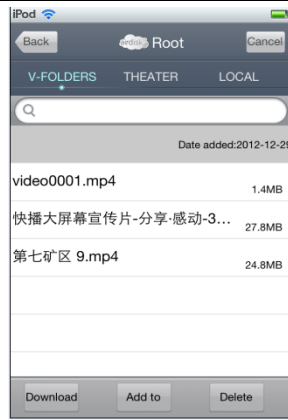 iPod
Back
airdisk
Root
Cancel
V-FOLDERS THEATER LOCAL
Date added:2012-12-29
video0001.mp4
1.4MB
快播大屏幕宣传片-分享·感动-3...
27.8MB
第七矿区 9.mp4
24.8MB
Download Add to Delete